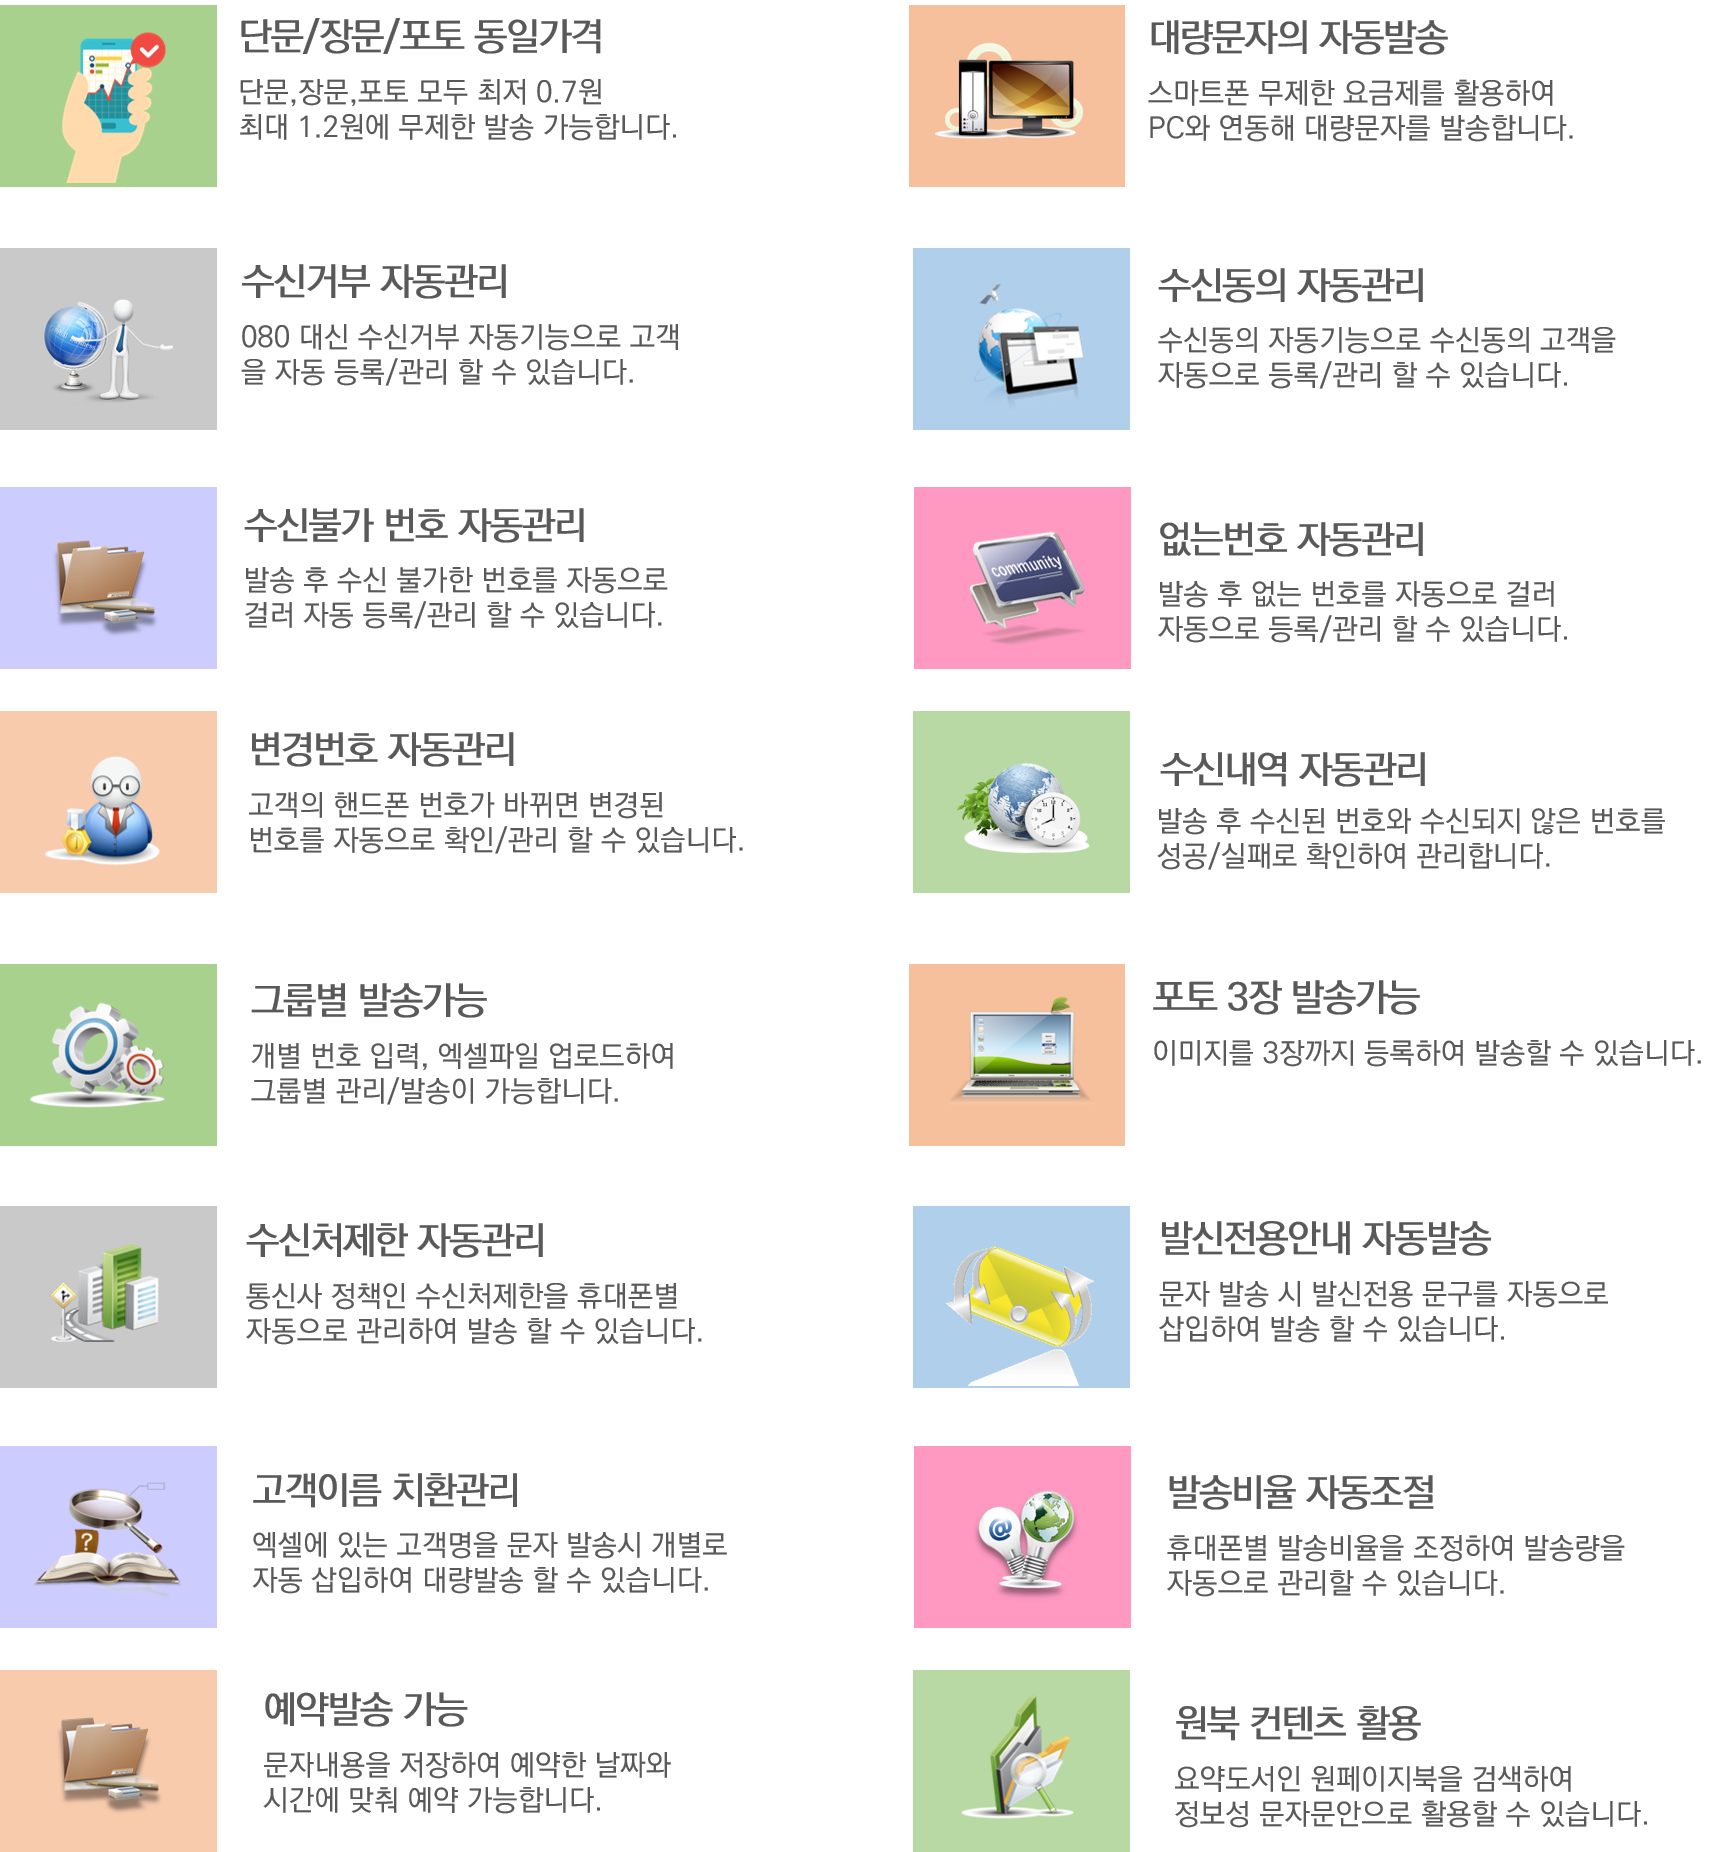 단문/장문/포토 동일가격
단문,장문,포토 모두 최저 0.7원
최대 1.2원에 무제한 발송 가능합니다.
대량문자의 자동발송
스마트폰 무제한 요금제를 활용하여
PC와 연동해 대량문자를 발송합니다.
수신거부 자동관리
080 대신 수신거부 자동기능으로 고객
을 자동 등록/관리 할 수 있습니다.
수신동의 자동관리
수신동의 자동기능으로 수신동의 고객을
자동으로 등록/관리 할 수 있습니다.
수신불가 번호 자동관리
발송 후 수신 불가한 번호를 자동으로
걸러 자동 등록/관리 할 수 있습니다.
community
없는번호 자동관리
발송 후 없는 번호를 자동으로 걸러
자동으로 등록/관리 할 수 있습니다.
변경번호 자동관리
고객의 핸드폰 번호가 바뀌면 변경된
번호를 자동으로 확인/관리 할 수 있습니다.
수신내역 자동관리
발송 후 수신된 번호와 수신되지 않은 번호를
성공/실패로 확인하여 관리합니다.
그룹별 발송가능
개별 번호 입력, 엑셀파일 업로드하여
그룹별 관리/발송이 가능합니다.
포토 3장 발송가능
이미지를 3장까지 등록하여 발송할 수 있습니다.
수신처제한 자동관리
통신사 정책인 수신처제한을 휴대폰별
자동으로 관리하여 발송 할 수 있습니다.
발신전용안내 자동발송
문자 발송 시 발신전용 문구를 자동으로
삽입하여 발송 할 수 있습니다.
?
고객이름 치환관리
엑셀에 있는 고객명을 문자 발송시 개별로
자동 삽입하여 대량발송 할 수 있습니다.
@
발송비율 자동조절
휴대폰별 발송비율을 조정하여 발송량을
자동으로 관리할 수 있습니다.
예약발송 가능
문자내용을 저장하여 예약한 날짜와
시간에 맞춰 예약 가능합니다.
원북 컨텐츠 활용
요약도서인 원페이지북을 검색하여
정보성 문자문안으로 활용할 수 있습니다.